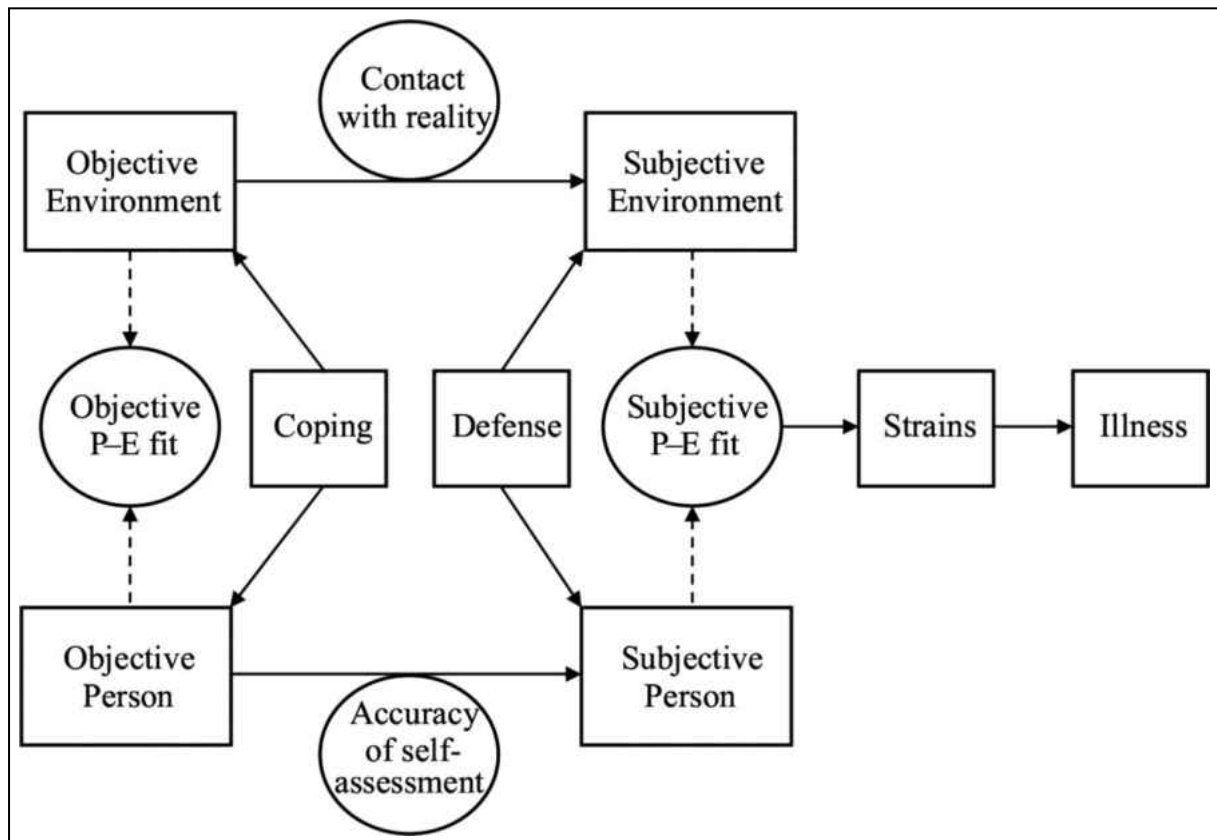 Contact
with reality
Objective
Environment
Subjective
Environment
Objective
P–E fit
Coping
Defense
Subjective
P–E fit
Strains
Illness
Objective
Person
Subjective
Person
Accuracy
of self-
assessment